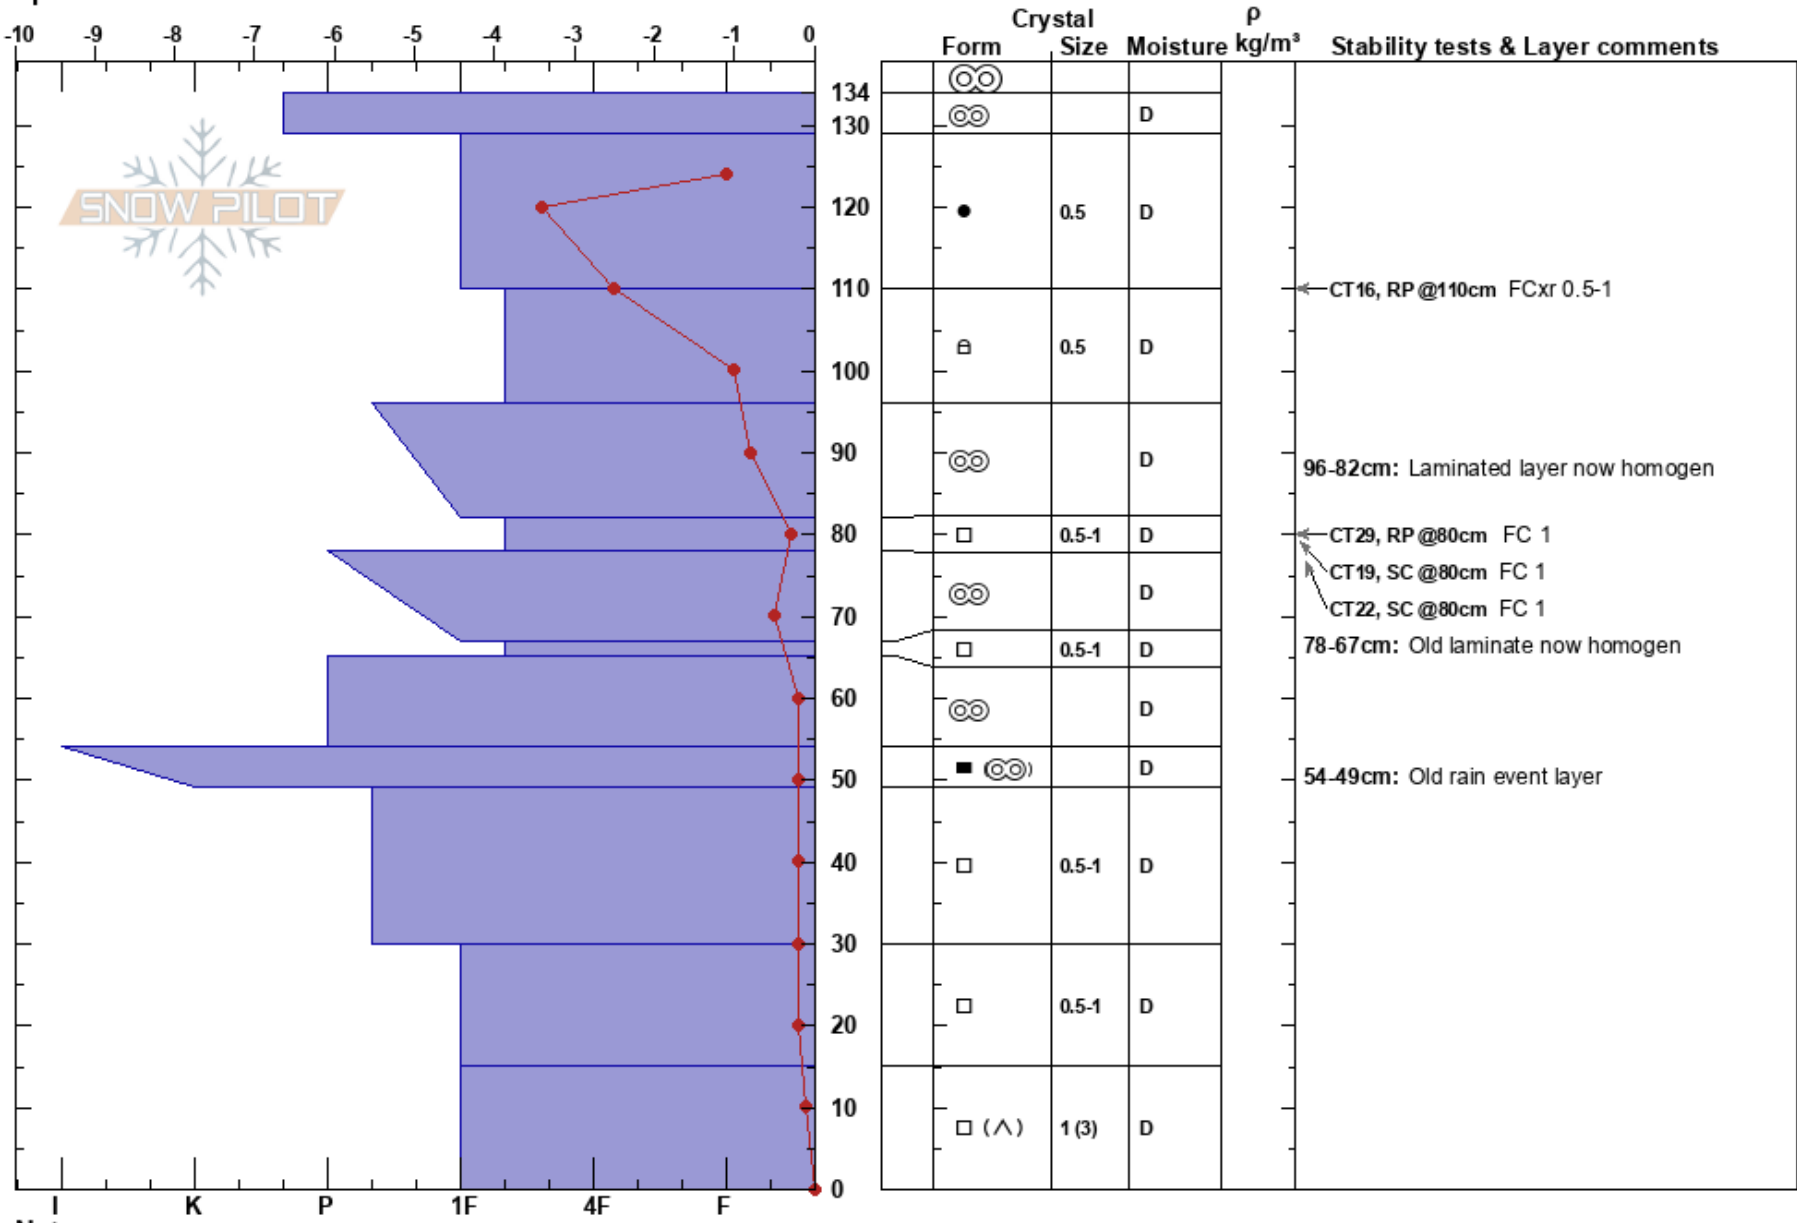 -10 -9 -8 -7 -6 -5 -4 -3 -2 -1 0
Crystal
ρ
Form Size Moisture kg/m³ Stability tests & Layer comments
SNOW PILOT
134
130 D
120 0.5 D
110 CT16, RP @110cm FCxr 0.5-1
0.5 D
100
90 D 96-82cm: Laminated layer now homogen
80 0.5-1 D CT29, RP @80cm FC 1
CT19, SC @80cm FC 1
D
CT22, SC @80cm FC 1
70
0.5-1 D 78-67cm: Old laminate now homogen
60 D
50 D 54-49cm: Old rain event layer
40 0.5-1 D
30
20 0.5-1 D
10 1 (3) D
0
I K P 1F 4F F